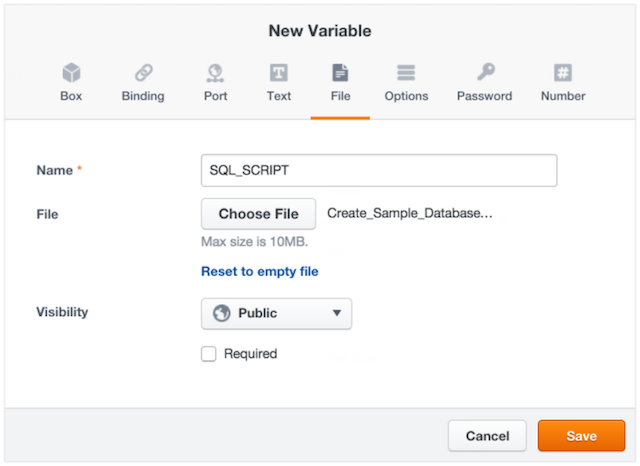 New Variable
Box Binding Port Text File Options Password Number
Name *
SQL_SCRIPT
File
Choose File
Create_Sample_Database...
Max size is 10MB.
Reset to empty file
Visibility
Public
Required
Cancel
Save